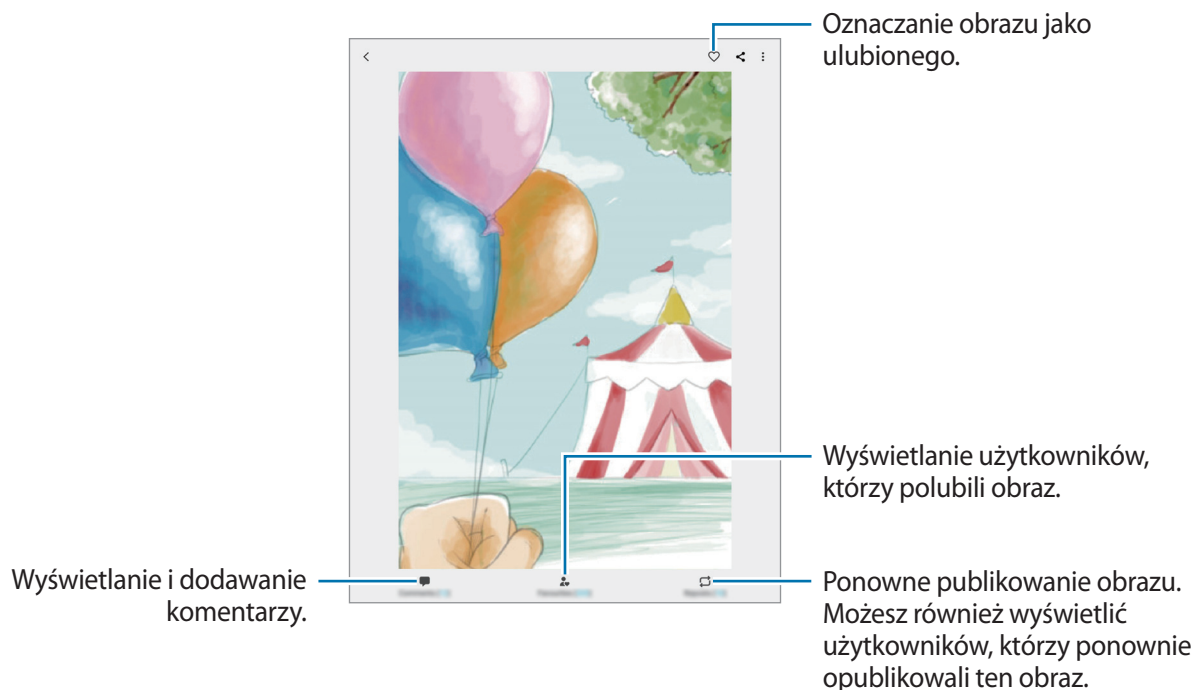 Oznaczanie obrazu jako
ulubionego.
Wyświetlanie użytkowników,
którzy polubili obraz.
Wyświetlanie i dodawanie
komentarzy.
Ponowne publikowanie obrazu.
Możesz również wyświetlić
użytkowników, którzy ponownie
opublikowali ten obraz.